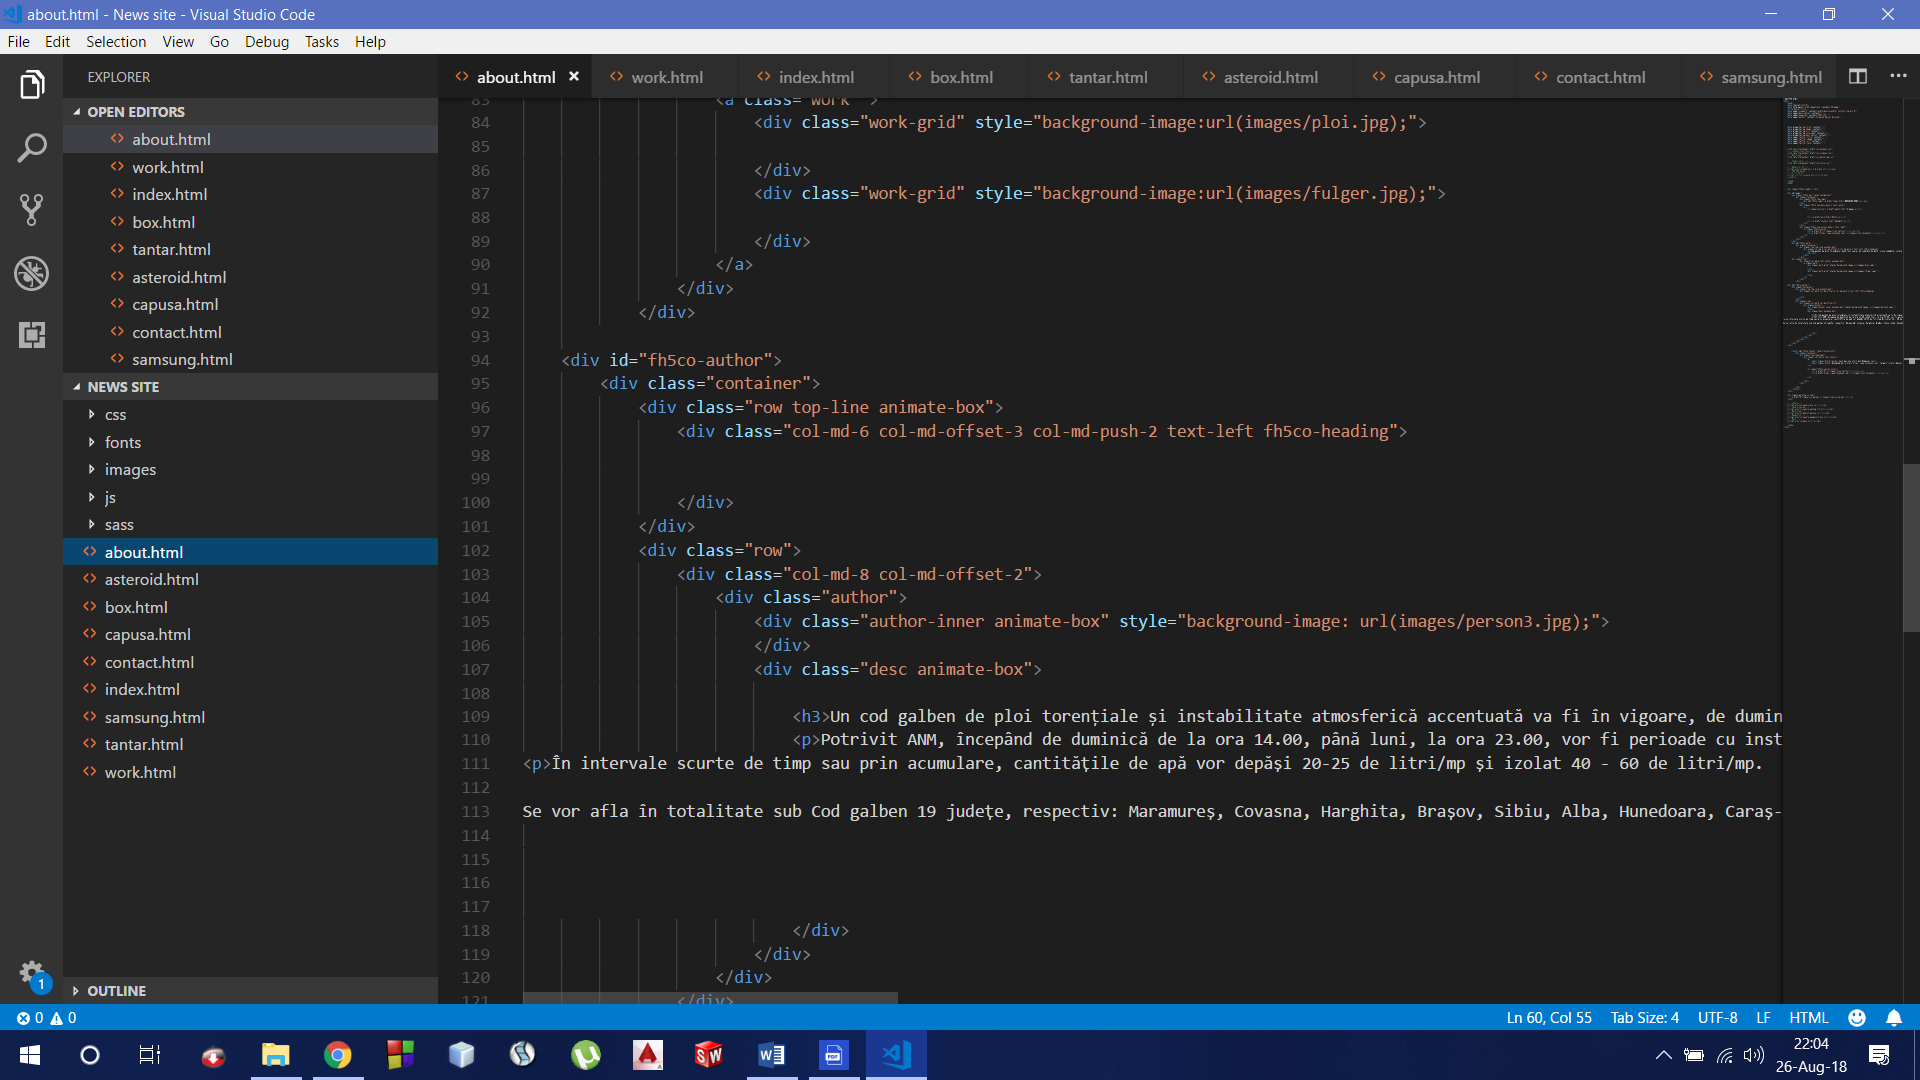 about.html - News site - Visual Studio Code
File Edit Selection View Go Debug Tasks Help
EXPLORER
OPEN EDITORS
about.html
work.html
index.html
box.html
tantar.html
asteroid.html
capusa.html
contact.html
samsung.html
NEWS SITE
css
fonts
images
js
sass
about.html
asteroid.html
box.html
capusa.html
contact.html
index.html
samsung.html
tantar.html
work.html
OUTLINE
about.html work.html index.html box.html tantar.html asteroid.html capusa.html contact.html samsung.html
83 <a class="work">
84 <div class="work-grid" style="background-image:url(images/ploi.jpg);">
85
86 </div>
87 <div class="work-grid" style="background-image:url(images/fulger.jpg);">
88
89 </div>
90 </a>
91 </div>
92 </div>
93
94 <div id="fh5co-author">
95 <div class="container">
96 <div class="row top-line animate-box">
97 <div class="col-md-6 col-md-offset-3 col-md-push-2 text-left fh5co-heading">
98
99
100 </div>
101 </div>
102 <div class="row">
103 <div class="col-md-8 col-md-offset-2">
104 <div class="author">
105 <div class="author-inner animate-box" style="background-image: url(images/person3.jpg);">
106 </div>
107 <div class="desc animate-box">
108
109 <h3>Un cod galben de ploi torențiale și instabilitate atmosferică accentuată va fi în vigoare, de dumin
110 <p>Potrivit ANM, începând de duminică de la ora 14.00, până luni, la ora 23.00, vor fi perioade cu inst
111 <p>În intervale scurte de timp sau prin acumulare, cantitățile de apă vor depăși 20-25 de litri/mp și izolat 40 - 60 de litri/mp.
112
113 Se vor afla în totalitate sub Cod galben 19 județe, respectiv: Maramureș, Covasna, Harghita, Brașov, Sibiu, Alba, Hunedoara, Caraș-
114
115
116
117
118 </div>
119 </div>
120 </div>
121 </div>
1
0 0 Ln 60, Col 55 Tab Size: 4 UTF-8 LF HTML
22:04
26-Aug-18